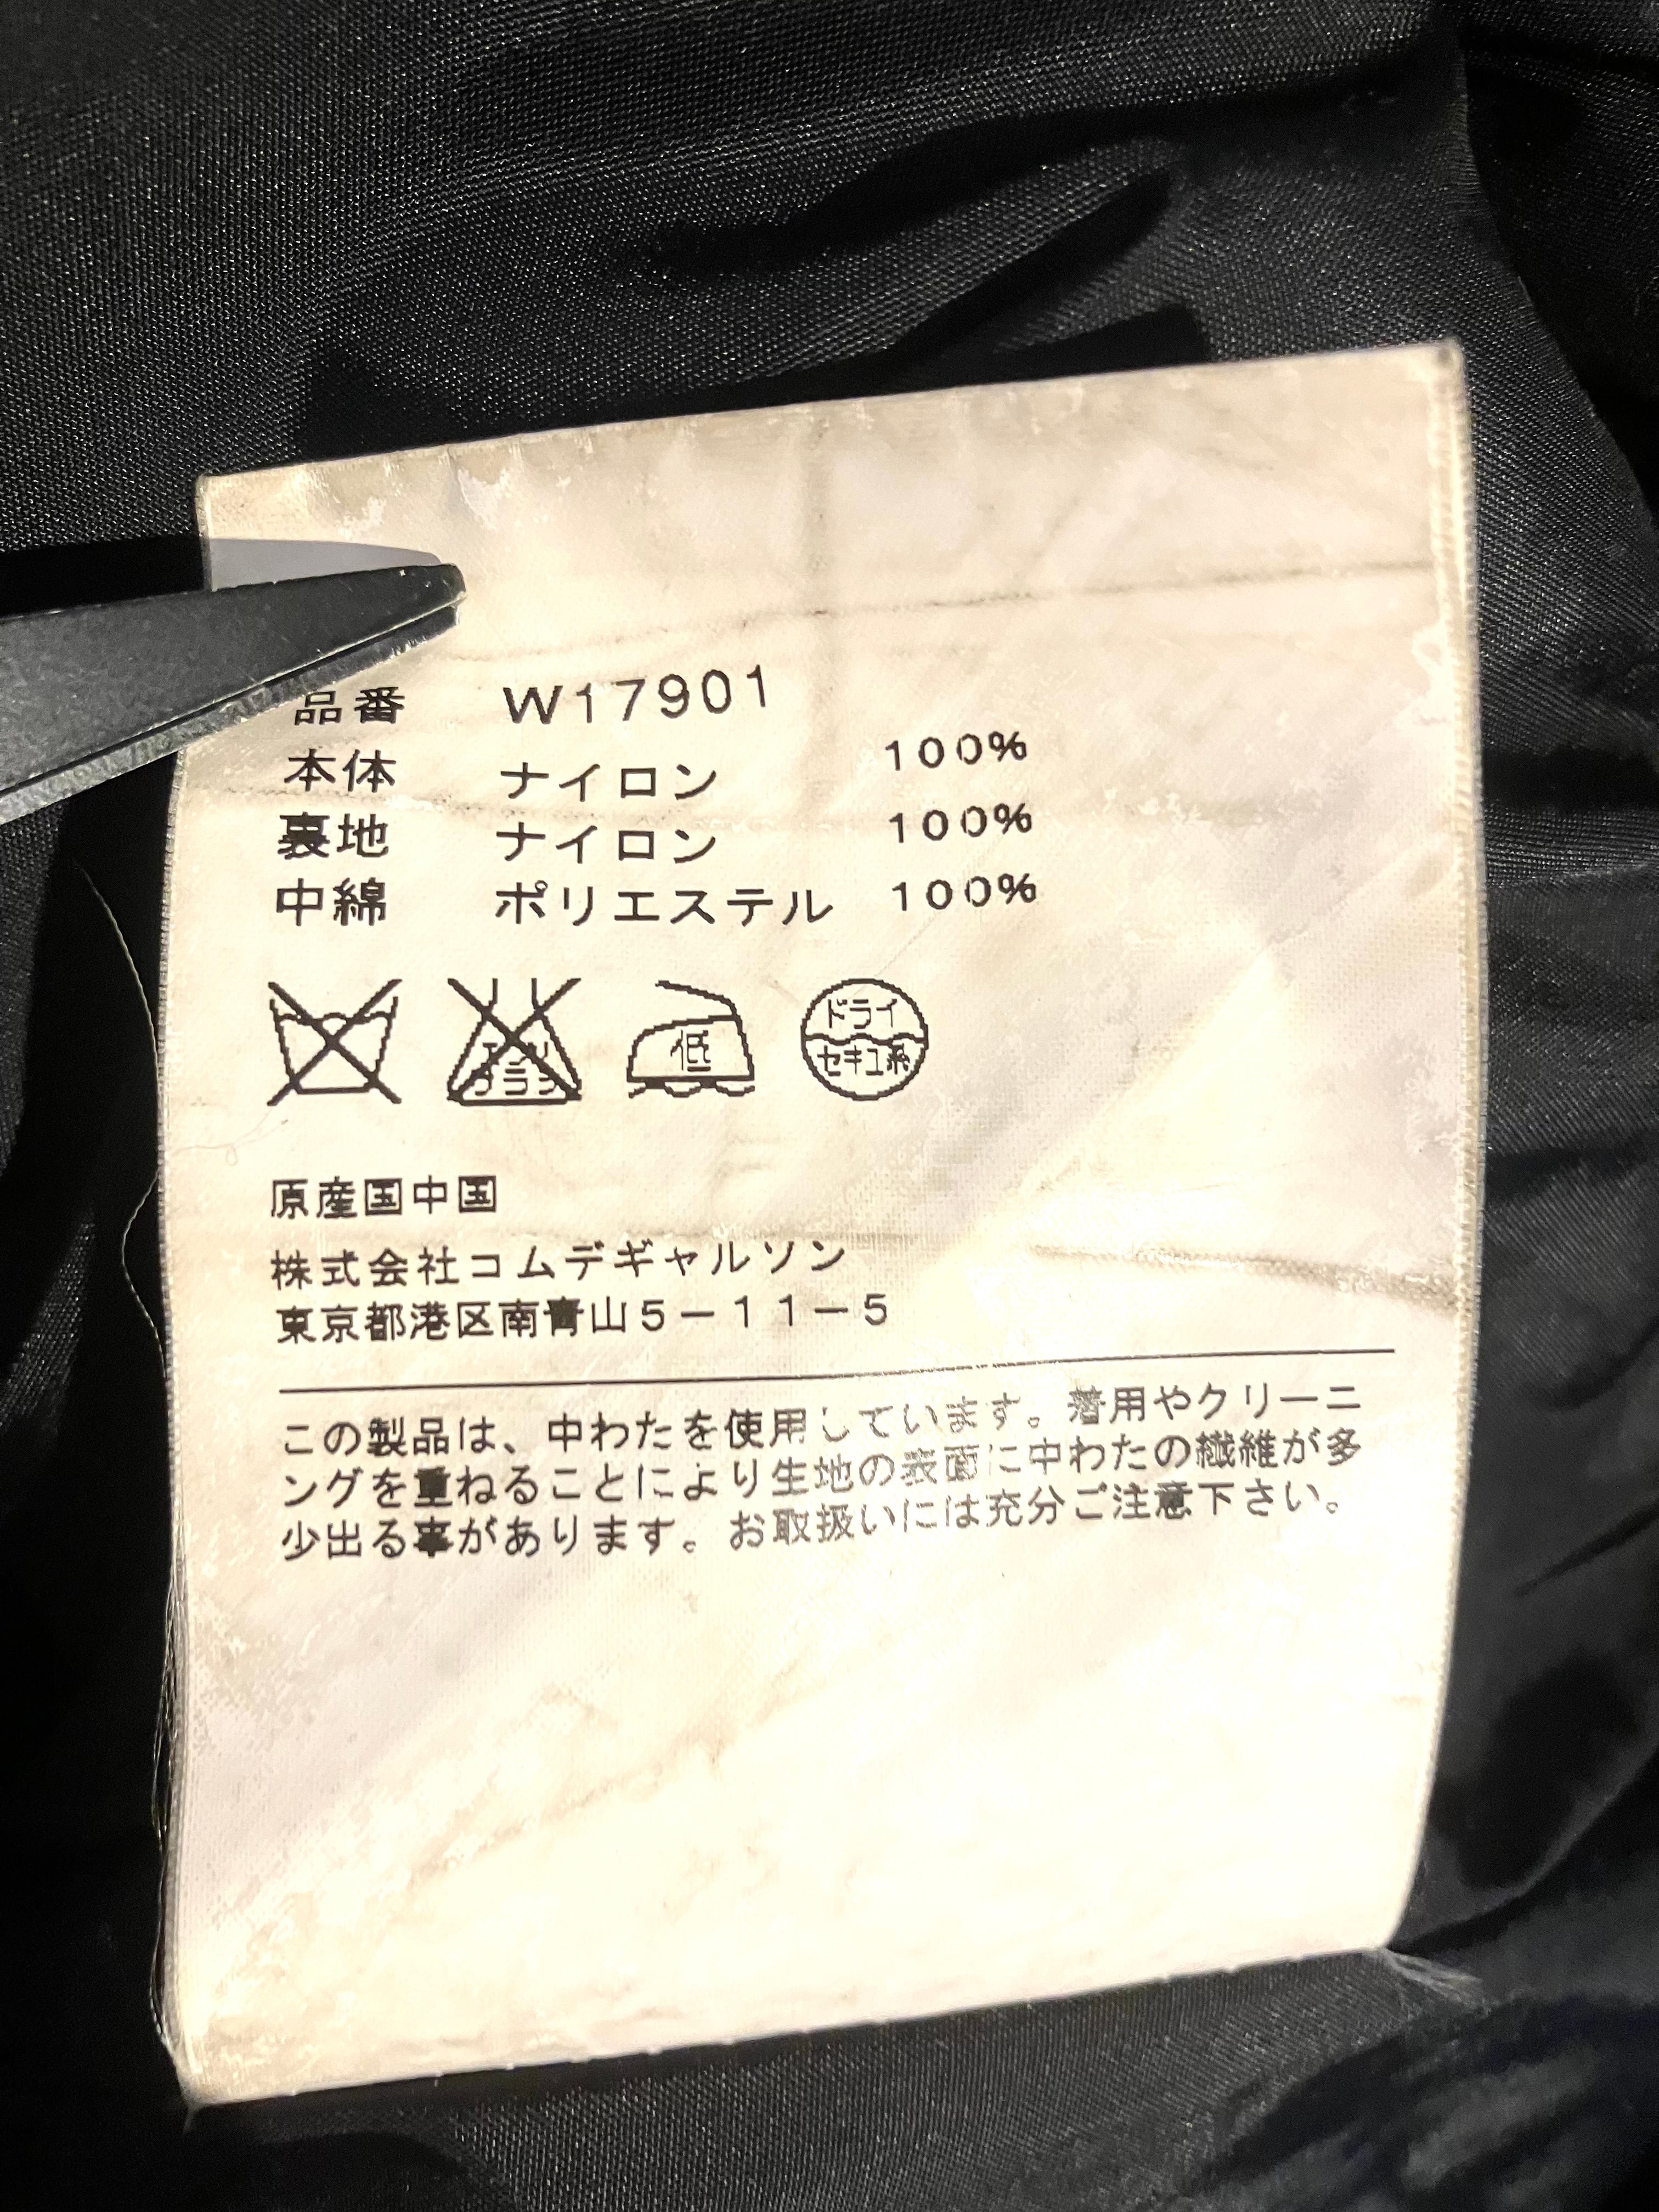 品番 W17901
本体 ナイロン 100%
裏地 ナイロン 100%
中綿 ポリエステル 100%
エンソ
サラシ
低
ドライ
セキユ系
原産国中国
株式会社コムデギャルソン
東京都港区南青山5-11-5
この製品は、中わたを使用しています。着用やクリーニ
ングを重ねることにより生地の表面に中わたの繊維が多
少出る事があります。お取扱いには充分ご注意下さい。